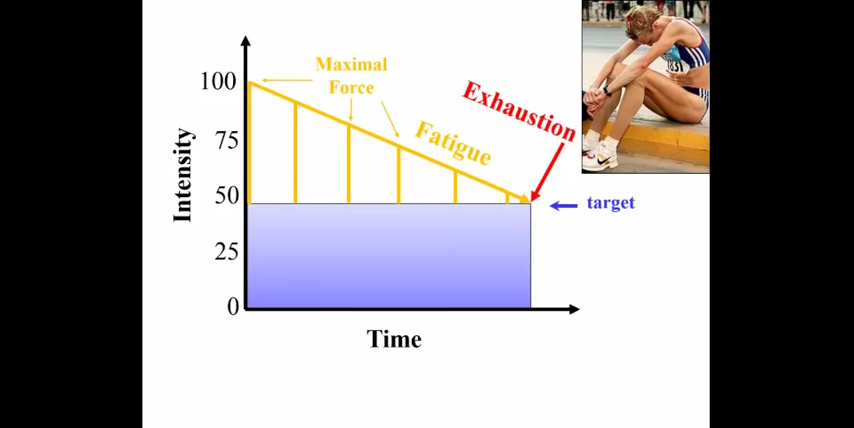 100
75
50
25
0
Intensity
Time
Maximal
Force
Fatigue
Exhaustion
target